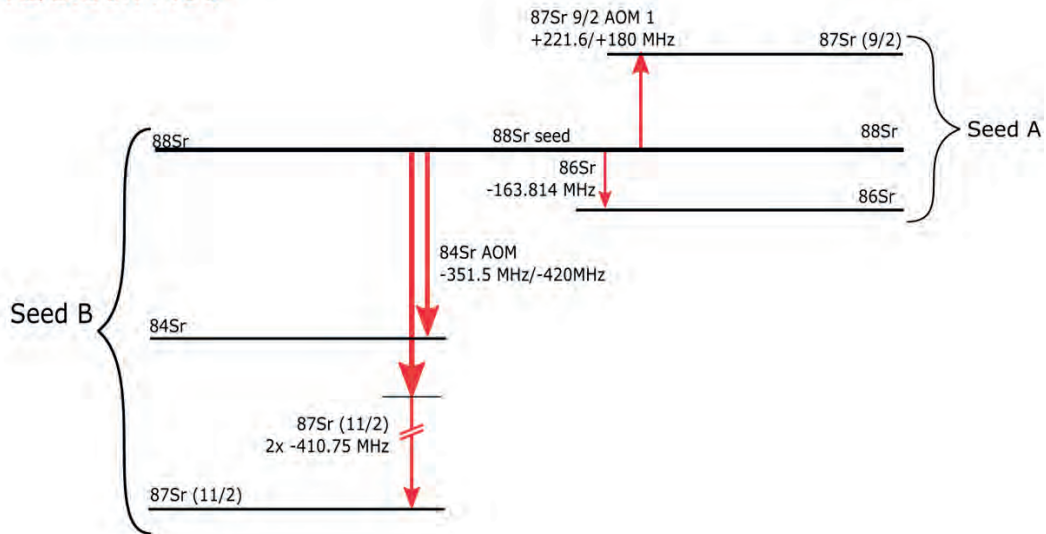 87Sr 9/2 AOM 1
+221.6/+180 MHz
87Sr (9/2)
88Sr
88Sr seed
88Sr
Seed A
86Sr
-163.814 MHz
86Sr
84Sr AOM
-351.5 MHz/-420MHz
Seed B
84Sr
87Sr (11/2)
2x -410.75 MHz
87Sr (11/2)